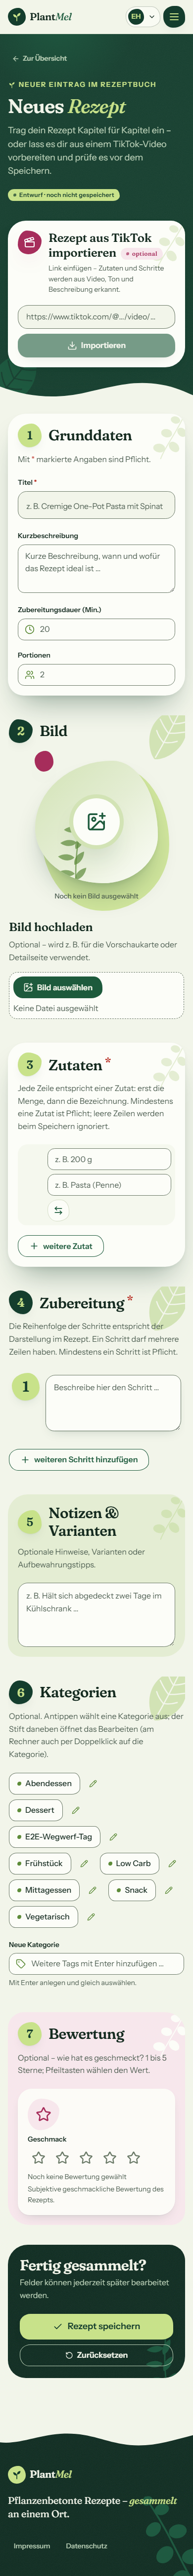 PlantMel
EH
Zur Übersicht
NEUER EINTRAG IM REZEPTBUCH
Neues Rezept
Trag dein Rezept Kapitel für Kapitel ein –
oder lass es dir aus einem TikTok-Video
vorbereiten und prüfe es vor dem
Speichern.
Entwurf · noch nicht gespeichert
Rezept aus TikTok
importieren optional
Link einfügen – Zutaten und Schritte
werden aus Video, Ton und
Beschreibung erkannt.
https://www.tiktok.com/@.../video/...
Importieren
1 Grunddaten
Mit * markierte Angaben sind Pflicht.
Titel *
z. B. Cremige One-Pot Pasta mit Spinat
Kurzbeschreibung
Kurze Beschreibung, wann und wofür
das Rezept ideal ist ...
Zubereitungsdauer (Min.)
20
Portionen
2
2 Bild
Noch kein Bild ausgewählt
Bild hochladen
Optional – wird z. B. für die Vorschaukarte oder
Detailseite verwendet.
Bild auswählen
Keine Datei ausgewählt
3 Zutaten *
Jede Zeile entspricht einer Zutat: erst die
Menge, dann die Bezeichnung. Mindestens
eine Zutat ist Pflicht; leere Zeilen werden
beim Speichern ignoriert.
z. B. 200 g
z. B. Pasta (Penne)
weitere Zutat
4 Zubereitung *
Die Reihenfolge der Schritte entspricht der
Darstellung im Rezept. Ein Schritt darf mehrere
Zeilen haben. Mindestens ein Schritt ist Pflicht.
1
Beschreibe hier den Schritt ...
weiteren Schritt hinzufügen
5 Notizen &
Varianten
Optionale Hinweise, Varianten oder
Aufbewahrungstipps.
z. B. Hält sich abgedeckt zwei Tage im
Kühlschrank ...
6 Kategorien
Optional. Antippen wählt eine Kategorie aus; der
Stift daneben öffnet das Bearbeiten (am
Rechner auch per Doppelklick auf die
Kategorie).
Abendessen
Dessert
E2E-Wegwerf-Tag
Frühstück
Low Carb
Mittagessen
Snack
Vegetarisch
Neue Kategorie
Weitere Tags mit Enter hinzufügen ...
Mit Enter anlegen und gleich auswählen.
7 Bewertung
Optional – wie hat es geschmeckt? 1 bis 5
Sterne; Pfeiltasten wählen den Wert.
Geschmack
Noch keine Bewertung gewählt
Subjektive geschmackliche Bewertung des
Rezepts.
Fertig gesammelt?
Felder können jederzeit später bearbeitet
werden.
Rezept speichern
Zurücksetzen
PlantMel
Pflanzenbetonte Rezepte – gesammelt
an einem Ort.
Impressum
Datenschutz